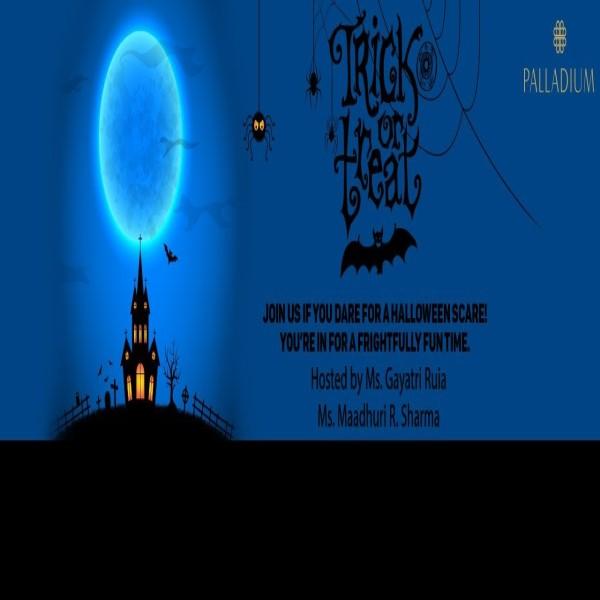 Trick
or
treat
PALLADIUM
JOIN US IF YOU DARE FOR A HALLOWEEN SCARE!
YOU'RE IN FOR A FRIGHTFULLY FUN TIME.
Hosted by Ms. Gayatri Ruia
Ms. Maadhuri R. Sharma